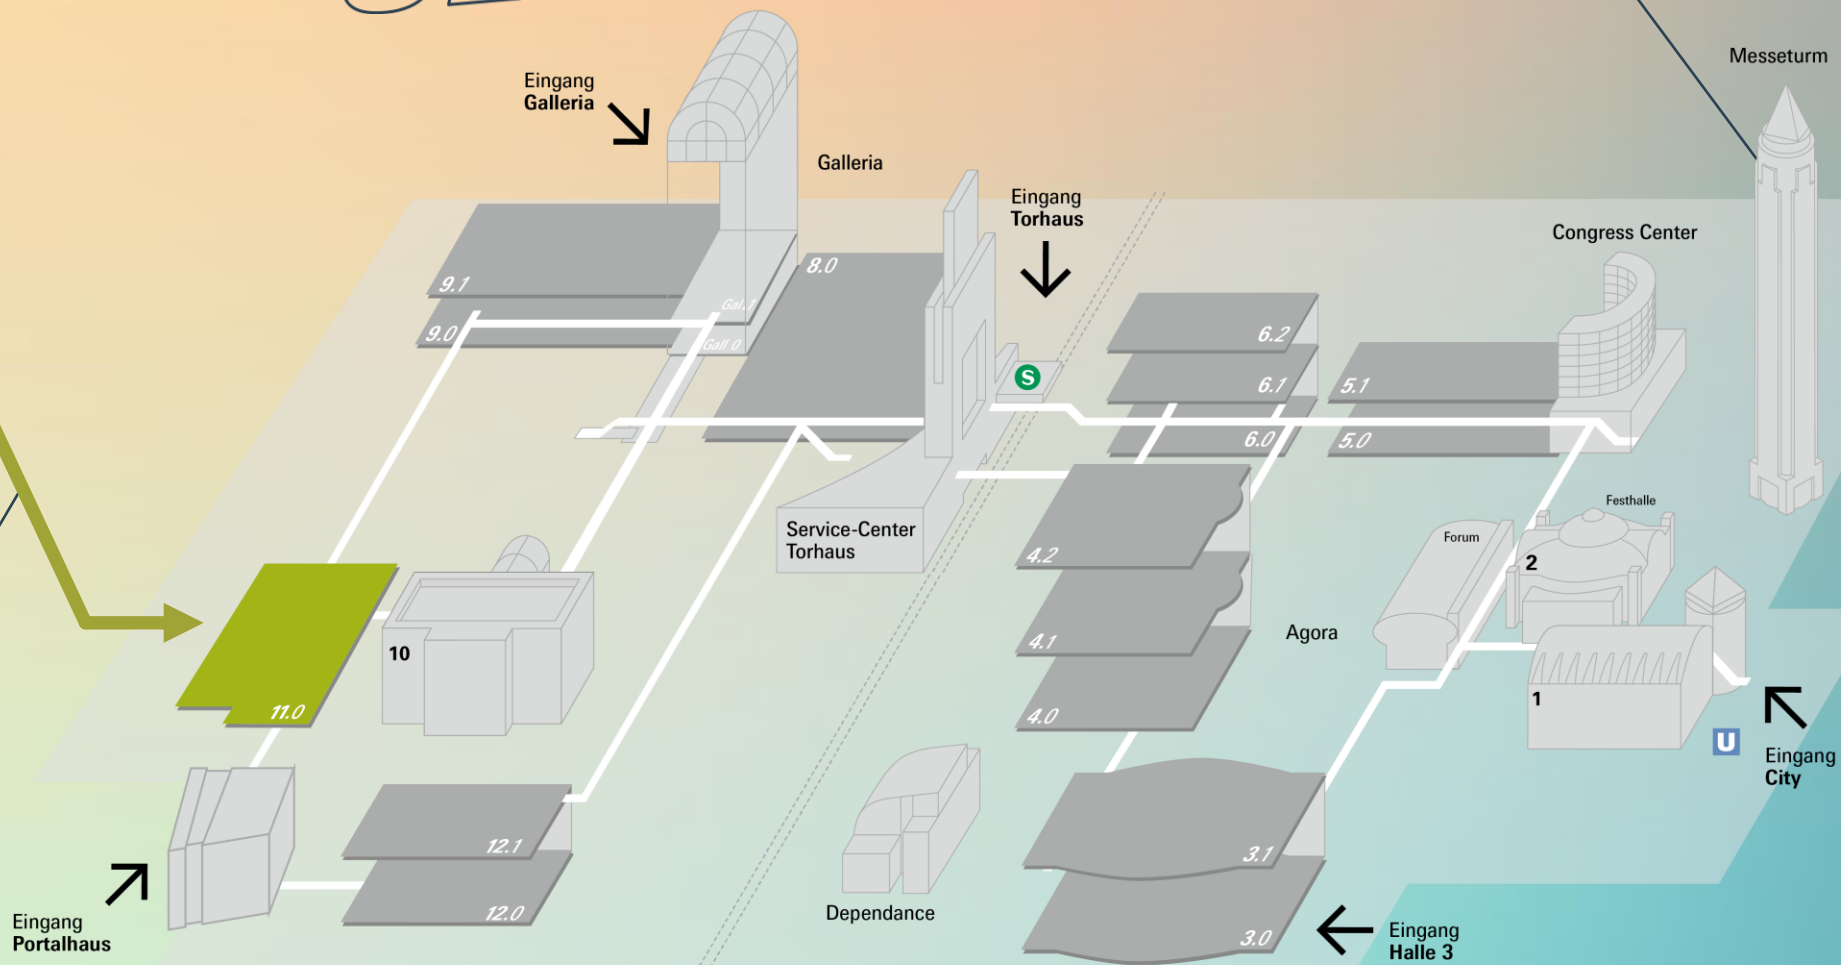 Messeturm
Eingang
Galleria
Galleria
Eingang
Torhaus
Congress Center
9.1
9.0
Gal.1
Gall 0
8.0
S
6.2
6.1
6.0
5.1
5.0
Service-Center
Torhaus
Festhalle
Forum
2
4.2
4.1
4.0
Agora
1
10
11.0
U
Eingang
City
12.1
12.0
3.1
3.0
Dependance
Eingang
Portalhaus
Eingang
Halle 3